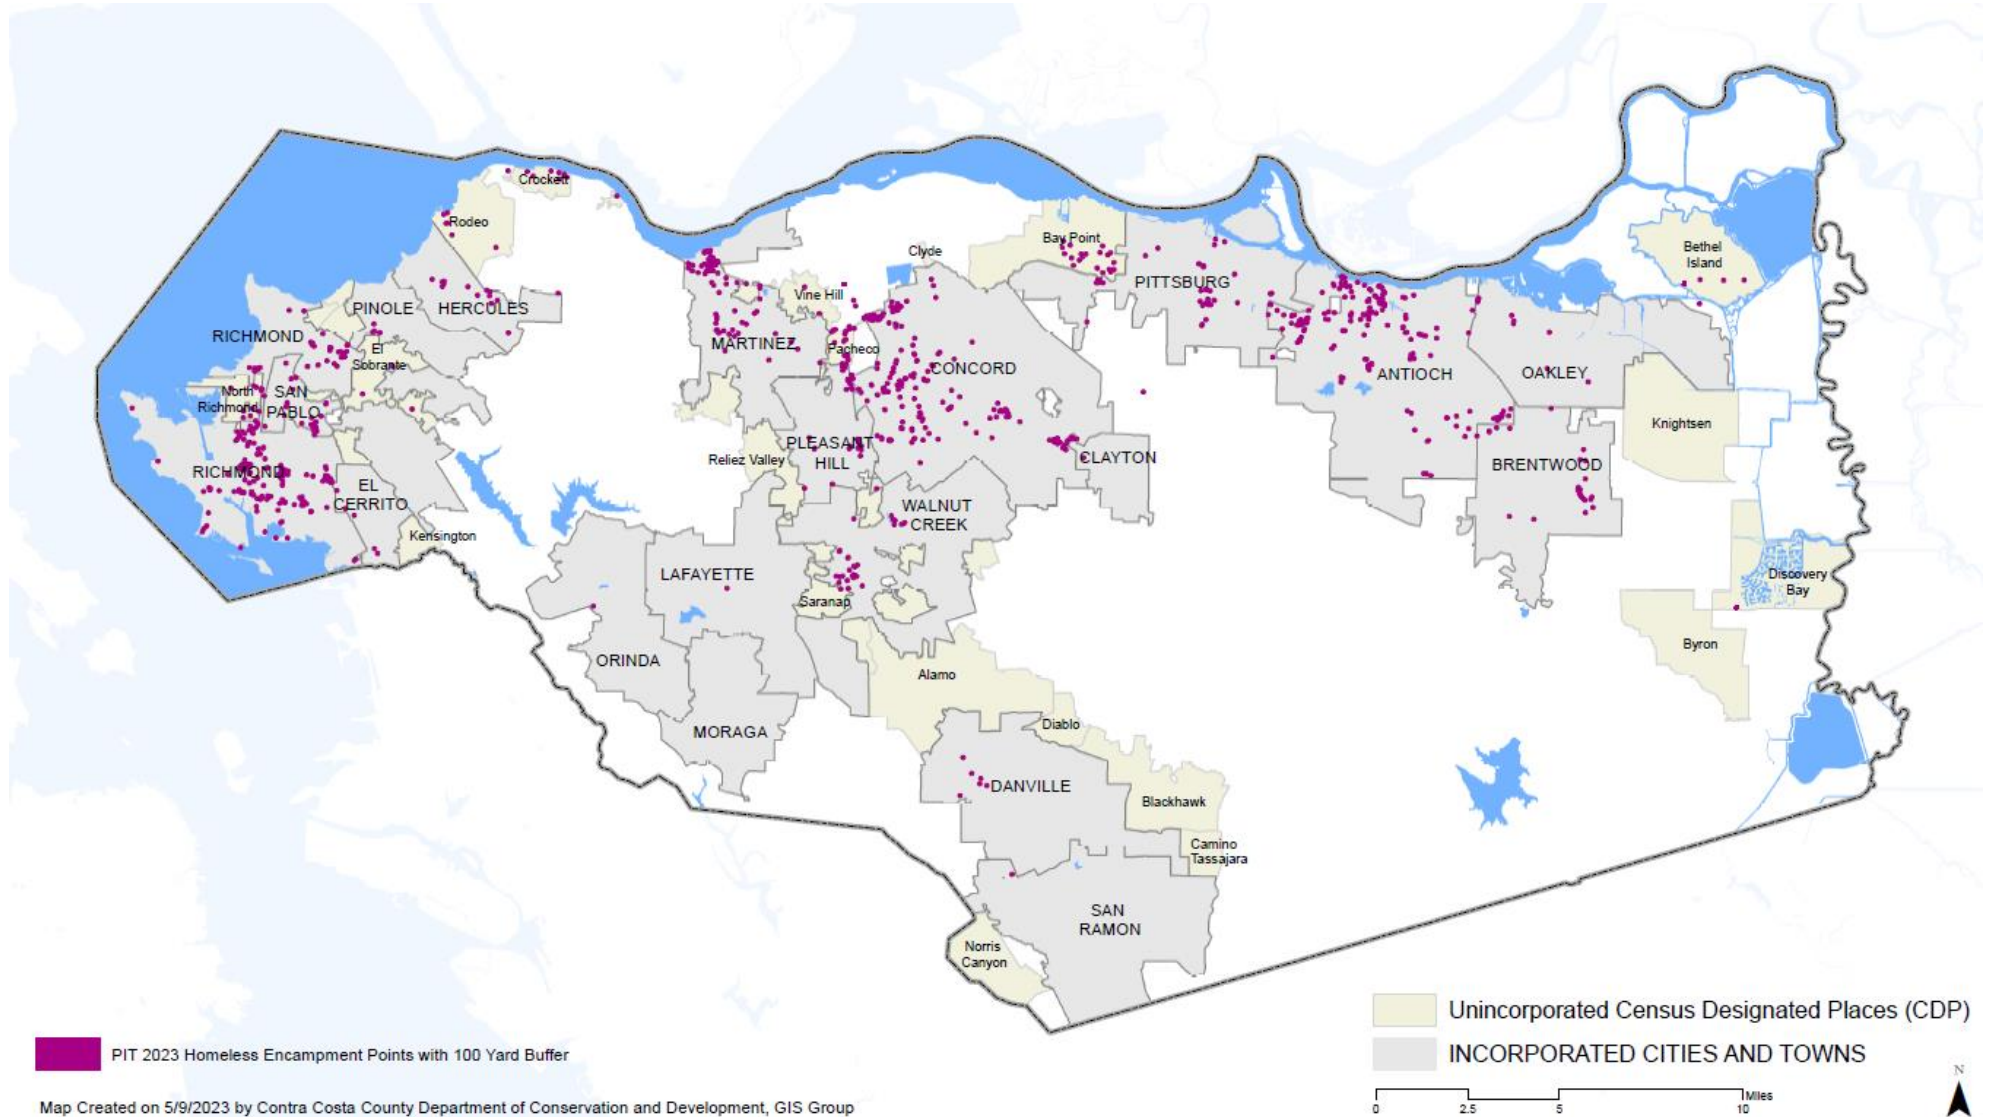 Crockett
Rodeo
Bay Point
Clyde
Bethel
Island
PITTSBURG
Vine Hill
PINOLE
HERCULES
RICHMOND
MARTINEZ
Pacheco
El
Sobrante
CONCORD
ANTIOCH
OAKLEY
North
Richmond
SAN
PABLO
Knightsen
PLEASANT
HILL
Reliez Valley
CLAYTON
BRENTWOOD
RICHMOND
EL
CERRITO
WALNUT
CREEK
Kensington
LAFAYETTE
Saranap
Discovery
Bay
ORINDA
Alamo
Byron
MORAGA
Diablo
DANVILLE
Blackhawk
Camino
Tassajara
SAN
RAMON
Norris
Canyon
Unincorporated Census Designated Places (CDP)
INCORPORATED CITIES AND TOWNS
PIT 2023 Homeless Encampment Points with 100 Yard Buffer
N
Miles
0 2.5 5 10
Map Created on 5/9/2023 by Contra Costa County Department of Conservation and Development, GIS Group